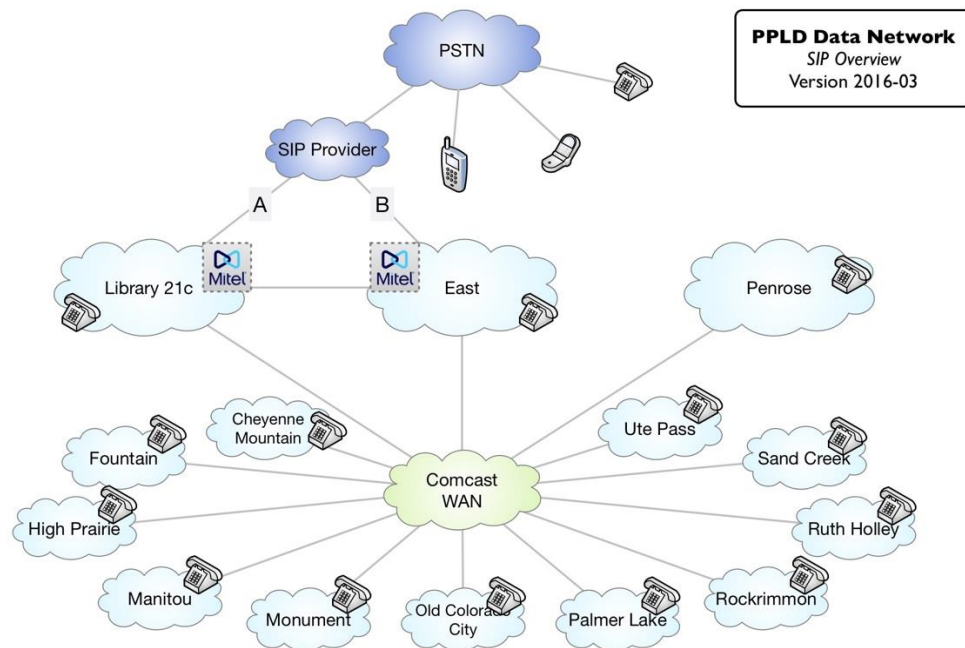 PSTN
PPLD Data Network
SIP Overview
Version 2016-03
SIP Provider
A
B
Mitel
Mitel
Library 21c
East
Penrose
Cheyenne
Mountain
Ute Pass
Fountain
Sand Creek
Comcast
WAN
High Prairie
Ruth Holley
Manitou
Rockrimmon
Monument
Old Colorado
City
Palmer Lake